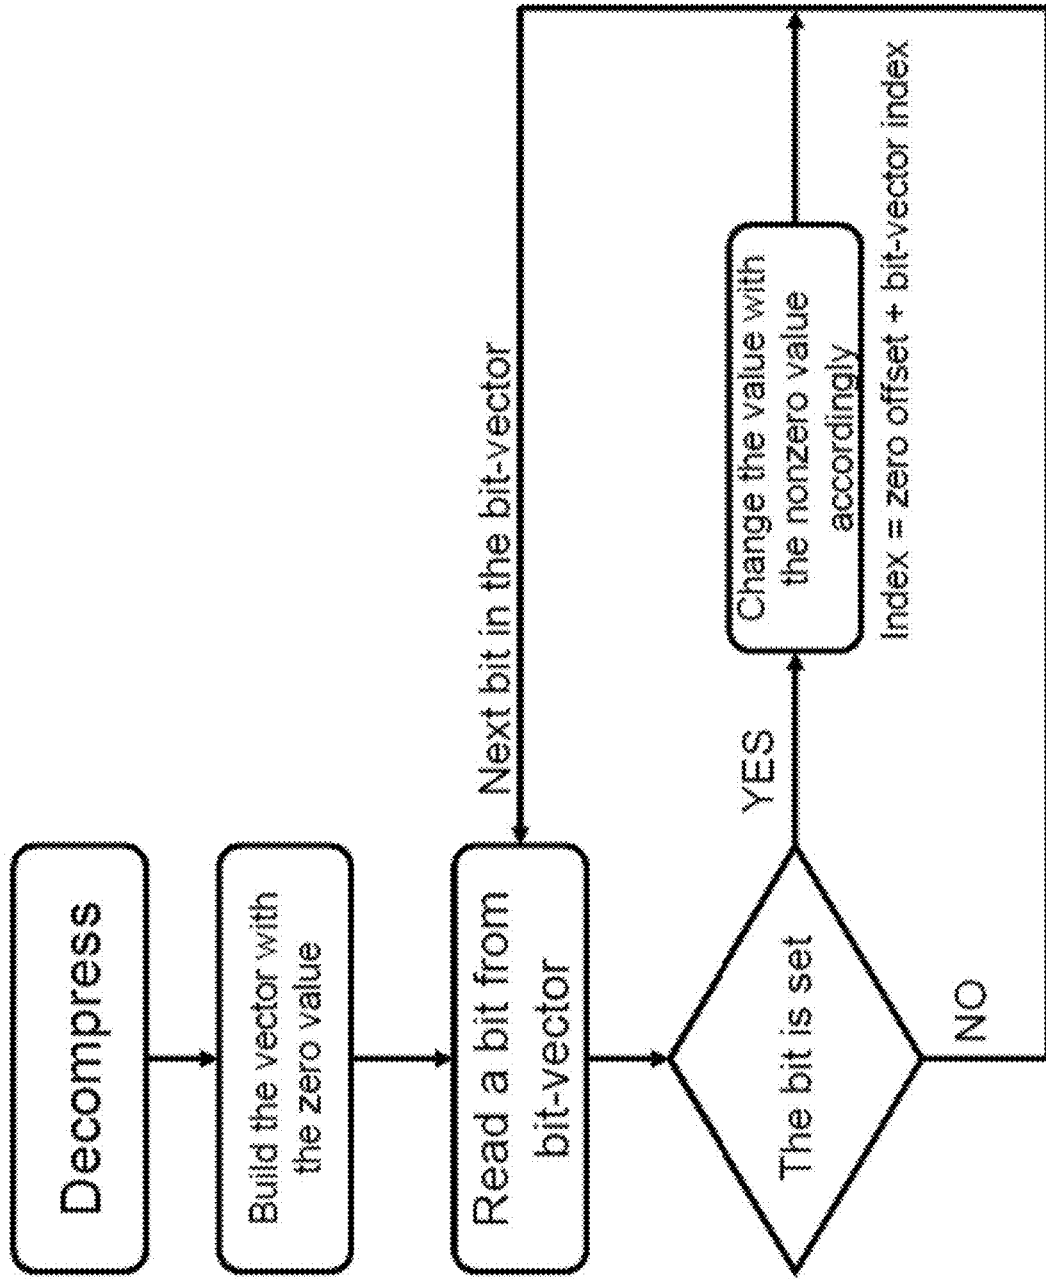 Decompress
Build the vector with
the zero value
Read a bit from
bit-vector
Next bit in the bit-vector
The bit is set
YES
NO
Change the value with
the nonzero value
accordingly
Index = zero offset + bit-vector index